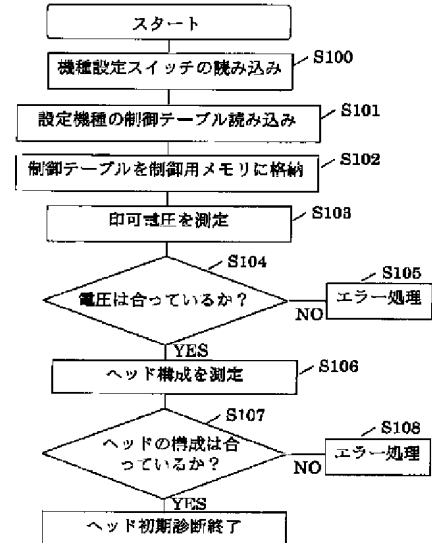 スタート
機種設定スイッチの読み込み
S100
設定機種の制御テーブル読み込み
S101
制御テーブルを制御用メモリに格納
S102
印可電圧を測定
S103
電圧は合っているか?
S104
NO
エラー処理
S105
YES
ヘッド構成を測定
S106
ヘッドの構成は合
っているか?
S107
NO
エラー処理
S108
YES
ヘッド初期診断終了